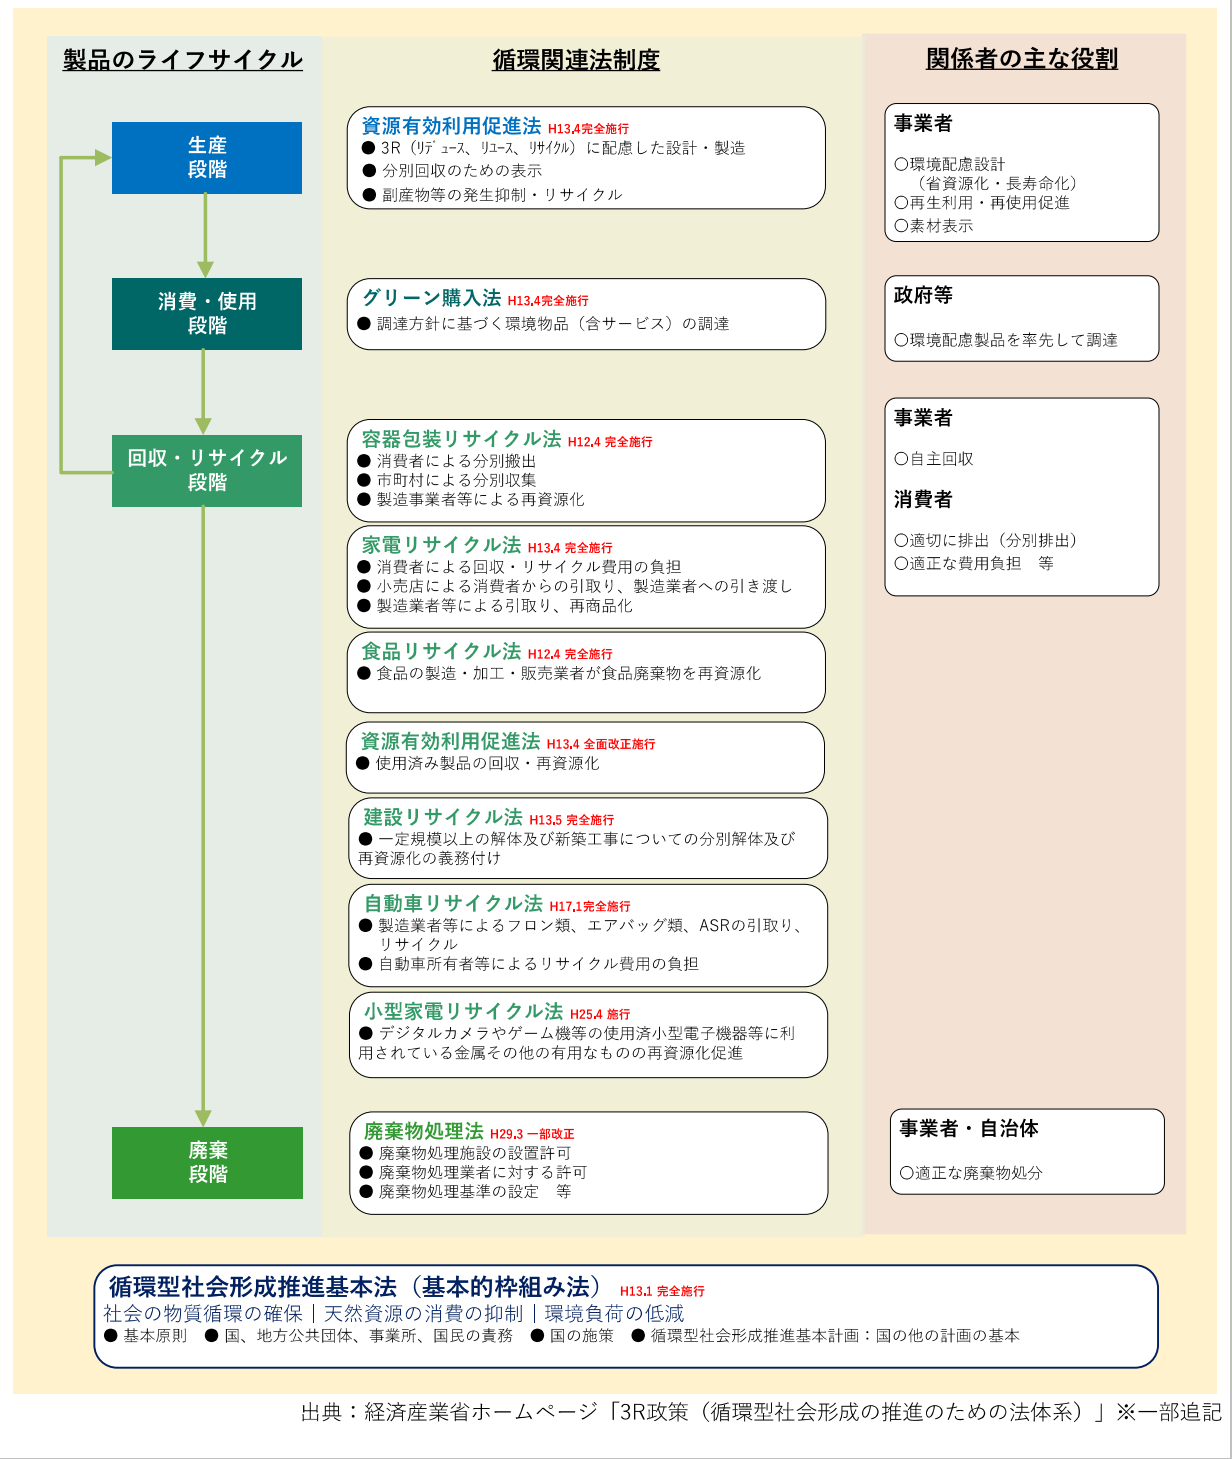 製品のライフサイクル
循環関連法制度
関係者の主な役割
生産
段階
資源有効利用促進法 H13.4完全施行
● 3R（ﾘﾃﾞｭｰｽ、ﾘﾕｰｽ、ﾘｻｲｸﾙ）に配慮した設計・製造
● 分別回収のための表示
● 副産物等の発生抑制・リサイクル
事業者
○環境配慮設計
（省資源化・長寿命化）
○再生利用・再使用促進
○素材表示
消費・使用
段階
グリーン購入法 H13.4完全施行
● 調達方針に基づく環境物品（含サービス）の調達
政府等
○環境配慮製品を率先して調達
回収・リサイクル
段階
容器包装リサイクル法 H12.4 完全施行
● 消費者による分別搬出
● 市町村による分別収集
● 製造事業者等による再資源化
家電リサイクル法 H13.4 完全施行
● 消費者による回収・リサイクル費用の負担
● 小売店による消費者からの引取り、製造業者への引き渡し
● 製造業者等による引取り、再商品化
食品リサイクル法 H12.4 完全施行
● 食品の製造・加工・販売業者が食品廃棄物を再資源化
資源有効利用促進法 H13.4 全面改正施行
● 使用済み製品の回収・再資源化
建設リサイクル法 H13.5 完全施行
● 一定規模以上の解体及び新築工事についての分別解体及び
再資源化の義務付け
自動車リサイクル法 H17.1完全施行
● 製造業者等によるフロン類、エアバッグ類、ASRの引取り、
リサイクル
● 自動車所有者等によるリサイクル費用の負担
小型家電リサイクル法 H25.4 施行
● デジタルカメラやゲーム機等の使用済小型電子機器等に利
用されている金属その他の有用なものの再資源化促進
事業者
○自主回収
消費者
○適切に排出（分別排出）
○適正な費用負担　等
廃棄
段階
廃棄物処理法 H29.3 一部改正
● 廃棄物処理施設の設置許可
● 廃棄物処理業者に対する許可
● 廃棄物処理基準の設定　等
事業者・自治体
○適正な廃棄物処分
循環型社会形成推進基本法（基本的枠組み法） H13.1 完全施行
社会の物質循環の確保｜天然資源の消費の抑制｜環境負荷の低減
● 基本原則　● 国、地方公共団体、事業所、国民の責務　● 国の施策　● 循環型社会形成推進基本計画：国の他の計画の基本
出典：経済産業省ホームページ「3R政策（循環型社会形成の推進のための法体系）」※一部追記